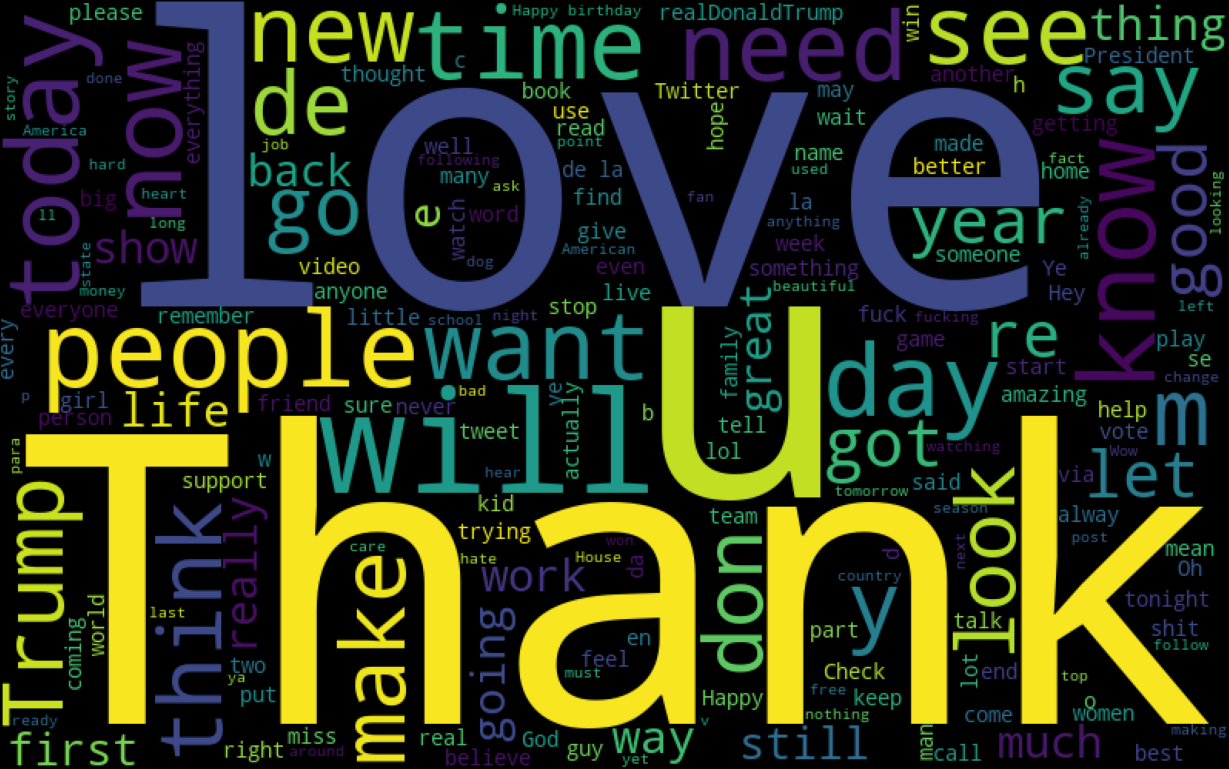 please
today
now
love
new
time
Happy birthday
realDonaldTrump
win
need
see
thing
President
say
story
done
America
everything
thought
c
book
Twitter
may
another
h
de
use
read
point
hope
wait
getting
job
hard
ll
heart
big
long
back
go
well
following
many
ask
e
word
watch
dog
de la
find
give
American
fan
name
used
la
anything
made
better
fact
home
year
someone
already
know
good
looking
show
state
money
video
even
week
something
beautiful
Ye
Hey
left
everyone
anyone
live
remember
little
school
night
stop
fuck
fucking
game
re
start
play
se
change
every
people
want
u
family
great
day
amazing
p
girl
person
life
friend
sure
never
will
bad
ye
actually
b
tell
lol
got
watching
help
vote
Wow
m
para
tweet
hear
tomorrow
said
season
via
let
Thank
Trump
think
really
w
support
kid
trying
hate
care
make
work
House
won
da
team
don
d
country
y
look
next
alway
post
mean
Oh
world
coming
last
two
ya
put
going
en
feel
must
part
Check
talk
tonight
shit
follow
Happy
free
keep
nothing
lot
end
top
o
women
come
making
ready
first
right
miss
around
real
believe
God
guy
yet
way
v
still
man
call
much
best